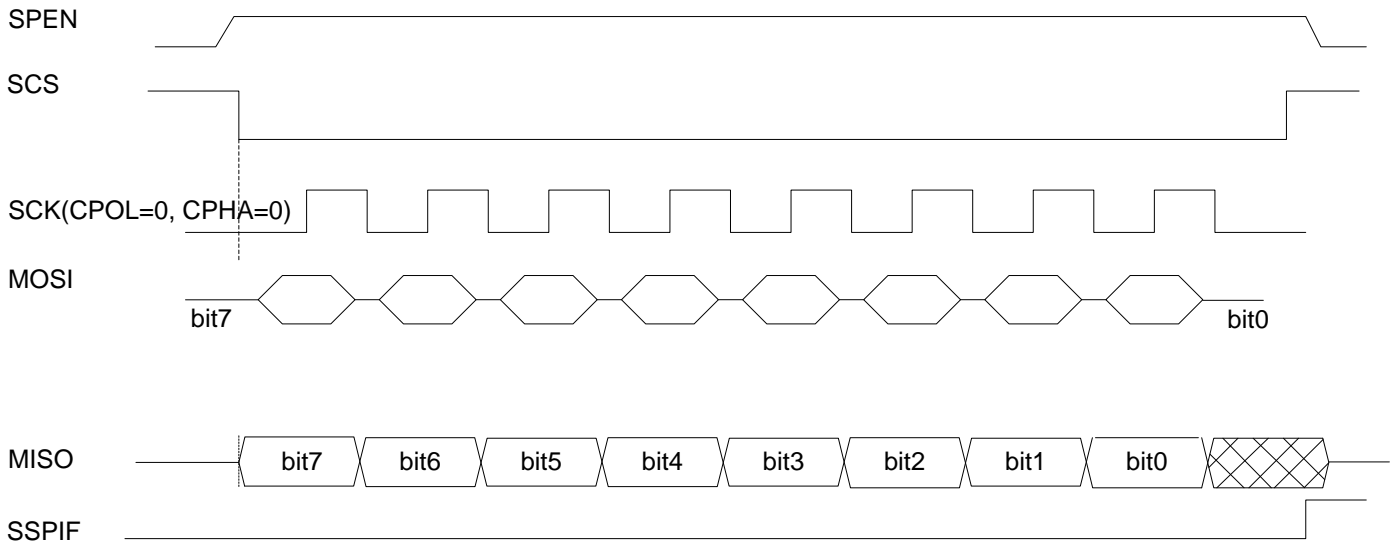 SPEN
SCS
SCK(CPOL=0, CPHA=0)
MOSI
bit7 bit0
MISO bit7 bit6 bit5 bit4 bit3 bit2 bit1 bit0
SSPIF